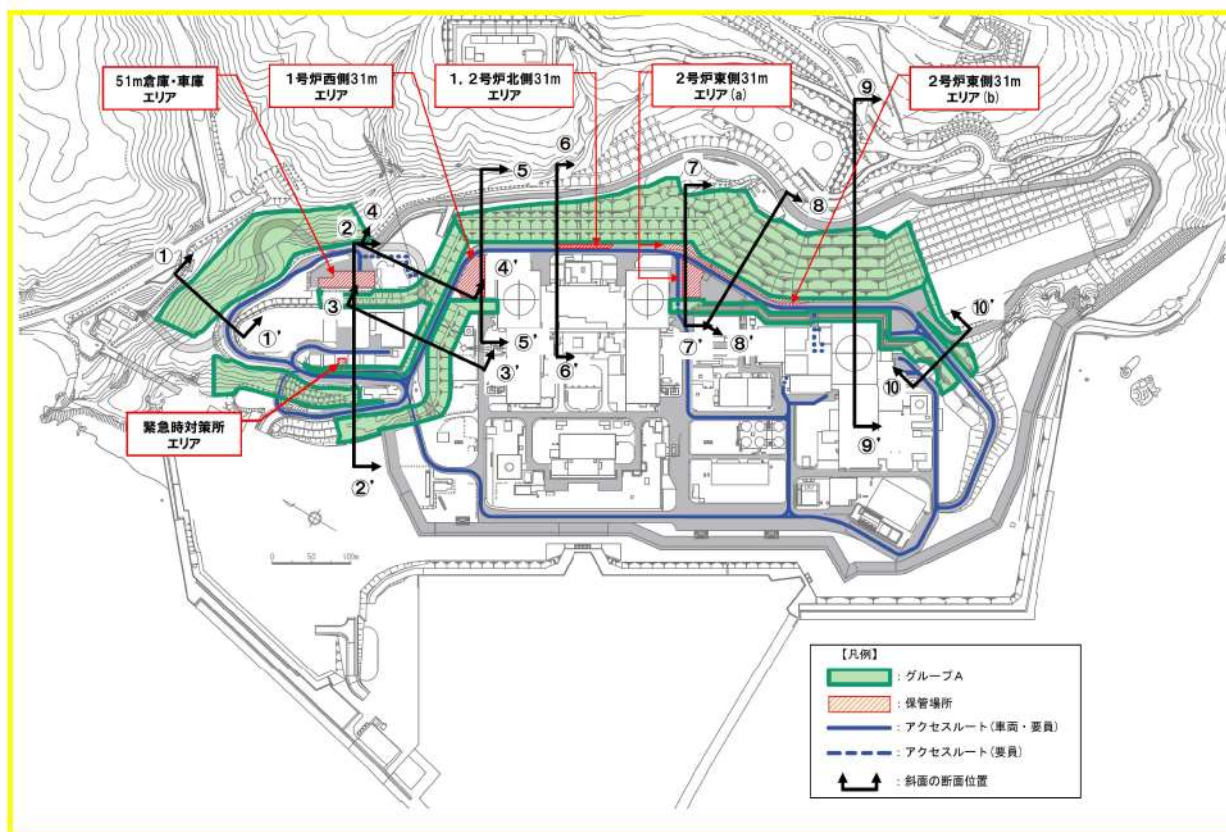 51m倉庫・車庫
エリア
1号炉西側31m
エリア
1，2号炉北側31m
エリア
2号炉東側31m
エリア(a)
2号炉東側31m
エリア(b)
⑨
⑥
⑤
⑦
⑧
④
②
①
③
④'
①'
⑩'
⑤'
⑥'
③'
⑦'
⑧'
⑩
⑨'
緊急時対策所
エリア
②'
0 50 100m
【凡例】
：グループA
：保管場所
：アクセスルート(車両・要員)
：アクセスルート(要員)
：斜面の断面位置